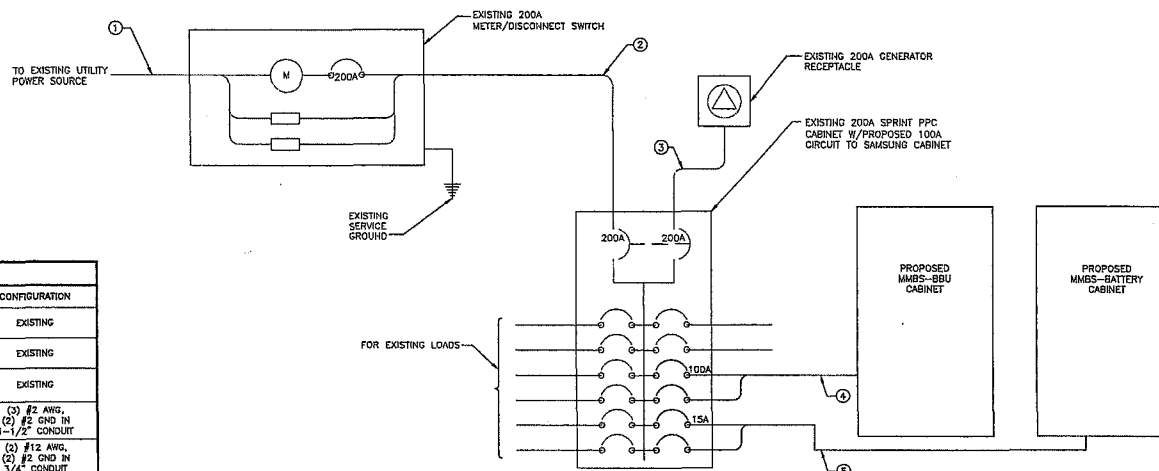 ①
EXISTING 200A
METER/DISCONNECT SWITCH
TO EXISTING UTILITY
POWER SOURCE
M
200A
②
EXISTING 200A GENERATOR
RECEPTACLE
③
EXISTING 200A SPRINT PPC
CABINET W/PROPOSED 100A
CIRCUIT TO SAMSUNG CABINET
EXISTING
SERVICE
GROUND
200A
200A
PROPOSED
MMBS-BBU
CABINET
PROPOSED
MMBS-BATTERY
CABINET
FOR EXISTING LOADS
100A
④
15A
⑤
CONFIGURATION
EXISTING
EXISTING
EXISTING
(3) #2 AWG,
(2) #2 GND IN
1-1/2" CONDUIT
(2) #12 AWG,
(2) #2 GND IN
3/4" CONDUIT